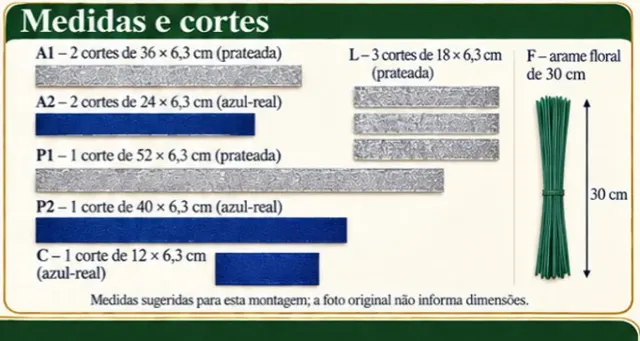 Medidas e cortes
A1 – 2 cortes de 36 × 6,3 cm (prateada)
A2 – 2 cortes de 24 × 6,3 cm (azul-real)
P1 – 1 corte de 52 × 6,3 cm (prateada)
P2 – 1 corte de 40 × 6,3 cm (azul-real)
C – 1 corte de 12 × 6,3 cm
(azul-real)
L – 3 cortes de 18 × 6,3 cm
(prateada)
F – arame floral
de 30 cm
30 cm
Medidas sugeridas para esta montagem; a foto original não informa dimensões.